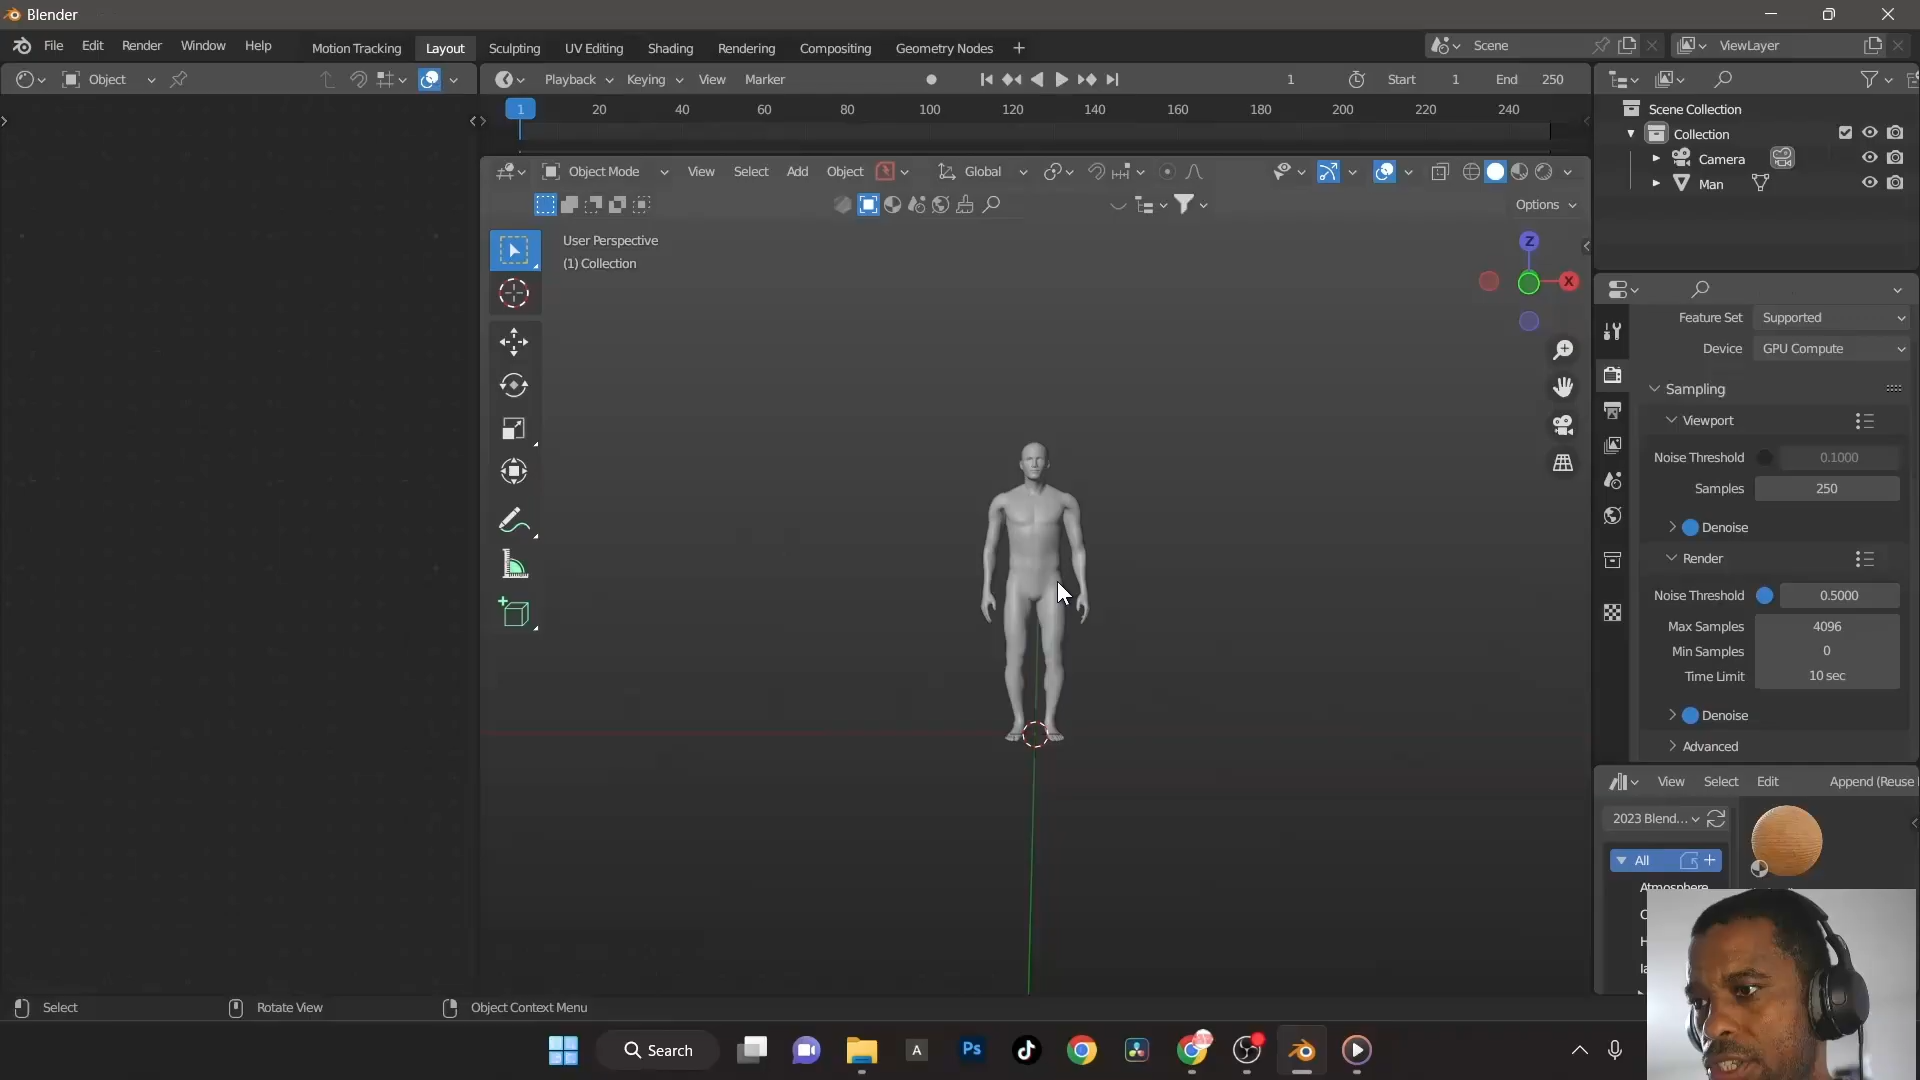 Blender
File Edit Render Window Help
Motion Tracking Layout Sculpting UV Editing Shading Rendering Compositing Geometry Nodes +
Scene
ViewLayer
Object
Playback Keying View Marker
1 Start 1 End 250
1 20 40 60 80 100 120 140 160 180 200 220 240
Object Mode View Select Add Object Global
Options
User Perspective
(1) Collection
Z
X
Scene Collection
Collection
Camera
Man
Feature Set Supported
Device GPU Compute
Sampling
Viewport
Noise Threshold 0.1000
Samples 250
Denoise
Render
Noise Threshold 0.5000
Max Samples 4096
Min Samples 0
Time Limit 10 sec
Denoise
Advanced
View Select Edit Append (Reuse
2023 Blend...
All
Atmosphere
Select Rotate View Object Context Menu
Search
A
Ps